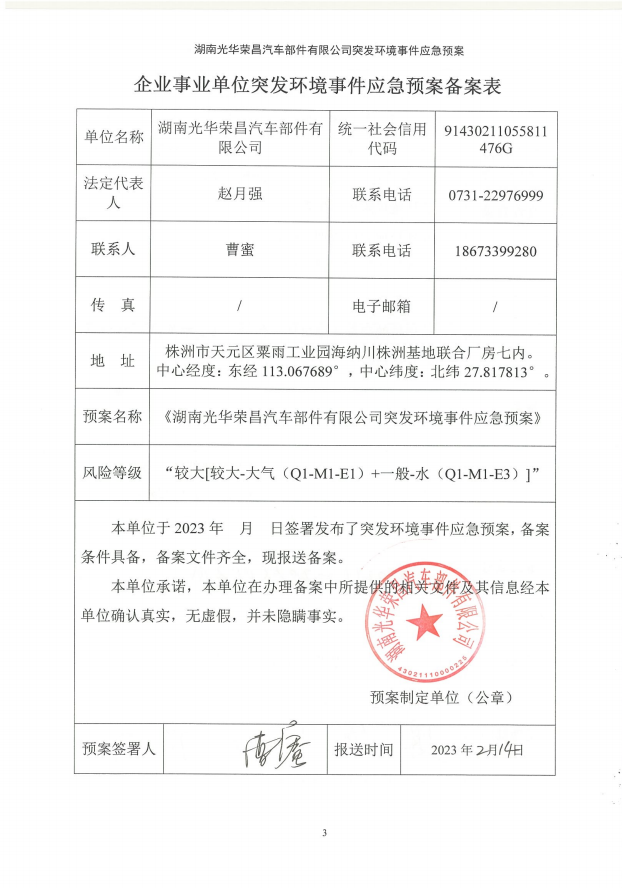 湖南光华荣昌汽车部件有限公司突发环境事件应急预案
企业事业单位突发环境事件应急预案备案表
单位名称
湖南光华荣昌汽车部件有
限公司
统一社会信用
代码
91430211055811
476G
法定代表
人
赵月强
联系电话
0731-22976999
联系人
曹蜜
联系电话
18673399280
传 真
/
电子邮箱
/
地 址
株洲市天元区粟雨工业园海纳川株洲基地联合厂房七内。
中心经度：东经 113.067689°，中心纬度：北纬 27.817813°。
预案名称
《湖南光华荣昌汽车部件有限公司突发环境事件应急预案》
风险等级
“较大[较大-大气（Q1-M1-E1）+一般-水（Q1-M1-E3）]”
本单位于 2023 年 月 日签署发布了突发环境事件应急预案，备案
条件具备，备案文件齐全，现报送备案。
本单位承诺，本单位在办理备案中所提供的相关文件及其信息经本
单位确认真实，无虚假，并未隐瞒事实。
湖南光华荣昌汽车部件有限公司
预案制定单位（公章）
预案签署人
报送时间
2023 年2月14日
3